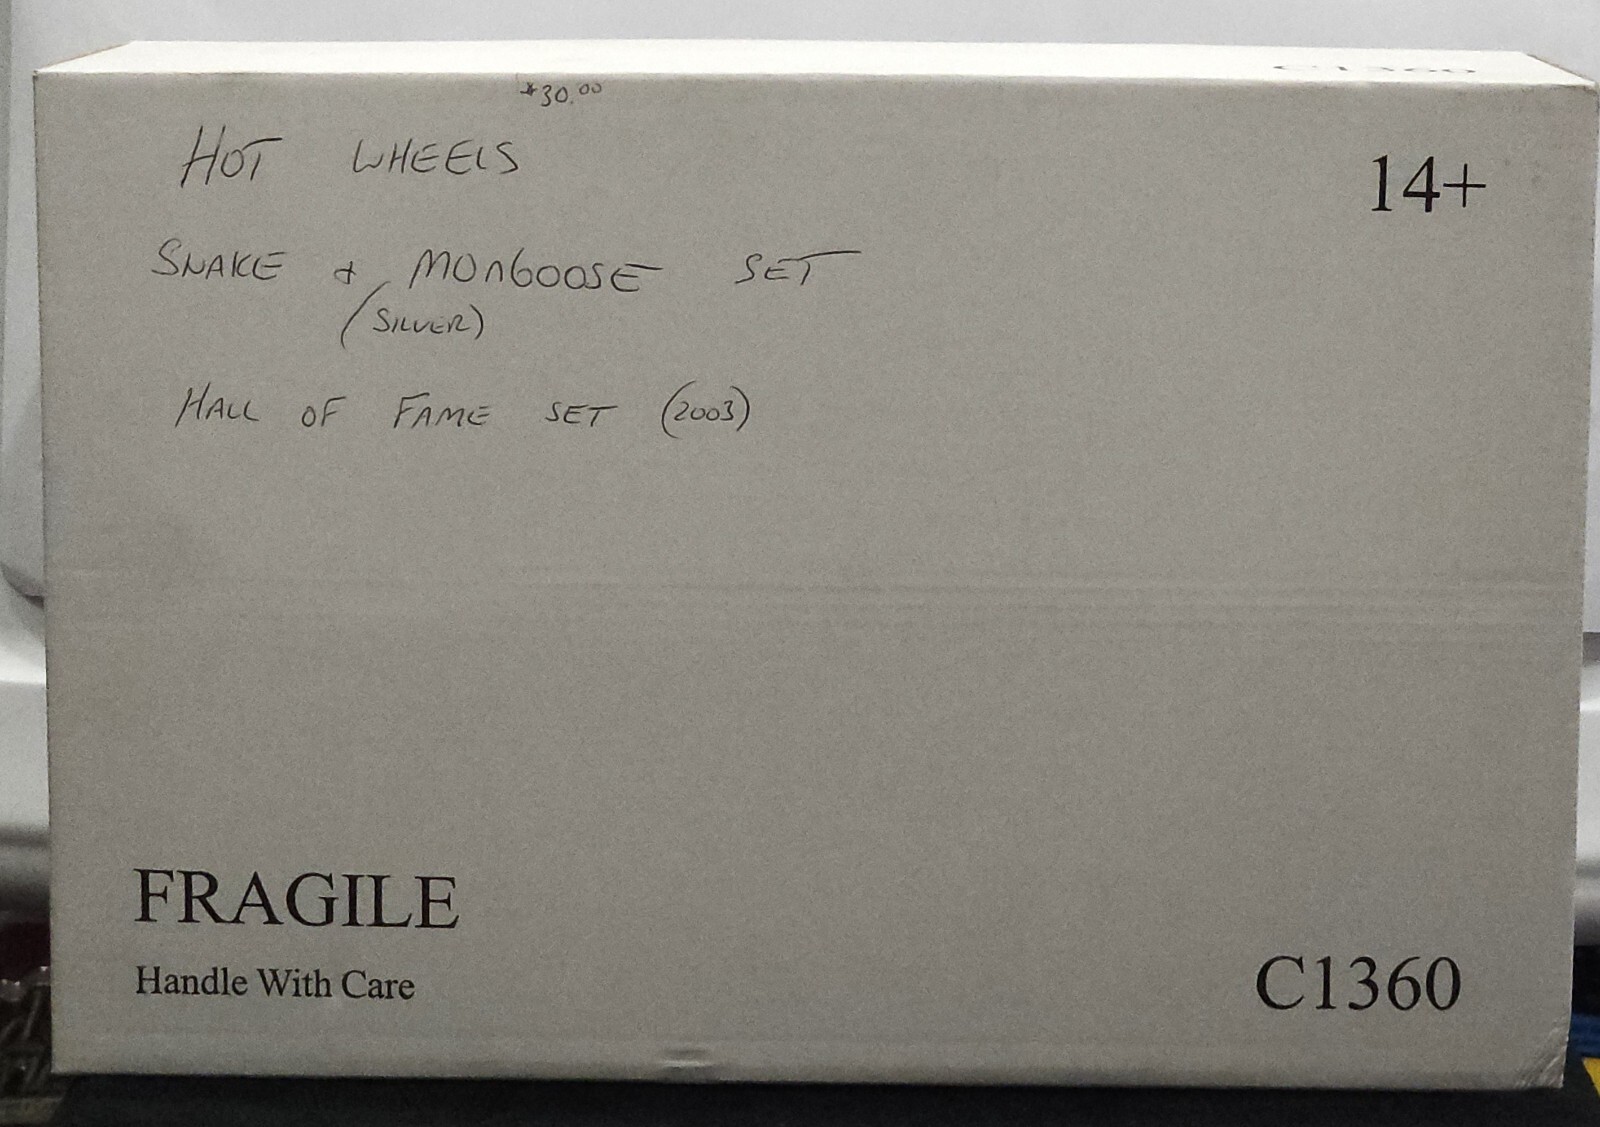 C1360
$30.00
HOT WHEELS
14+
SNAKE & MONGOOSE SET
(SILVER)
HALL OF FAME SET (2003)
FRAGILE
Handle With Care
C1360